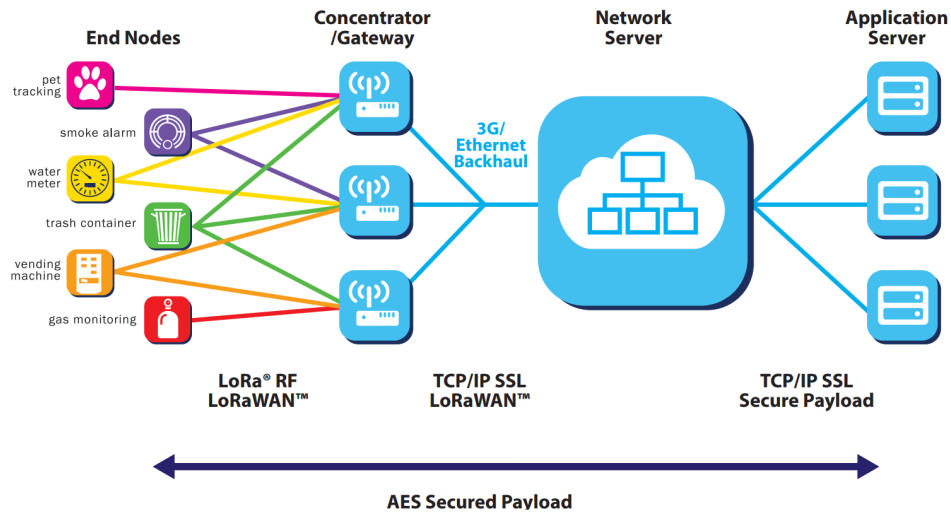 End Nodes
Concentrator
/Gateway
Network
Server
Application
Server
pet
tracking
smoke alarm
water
meter
trash container
vending
machine
gas monitoring
3G/
Ethernet
Backhaul
LoRa® RF
LoRaWAN™
TCP/IP SSL
LoRaWAN™
TCP/IP SSL
Secure Payload
AES Secured Payload